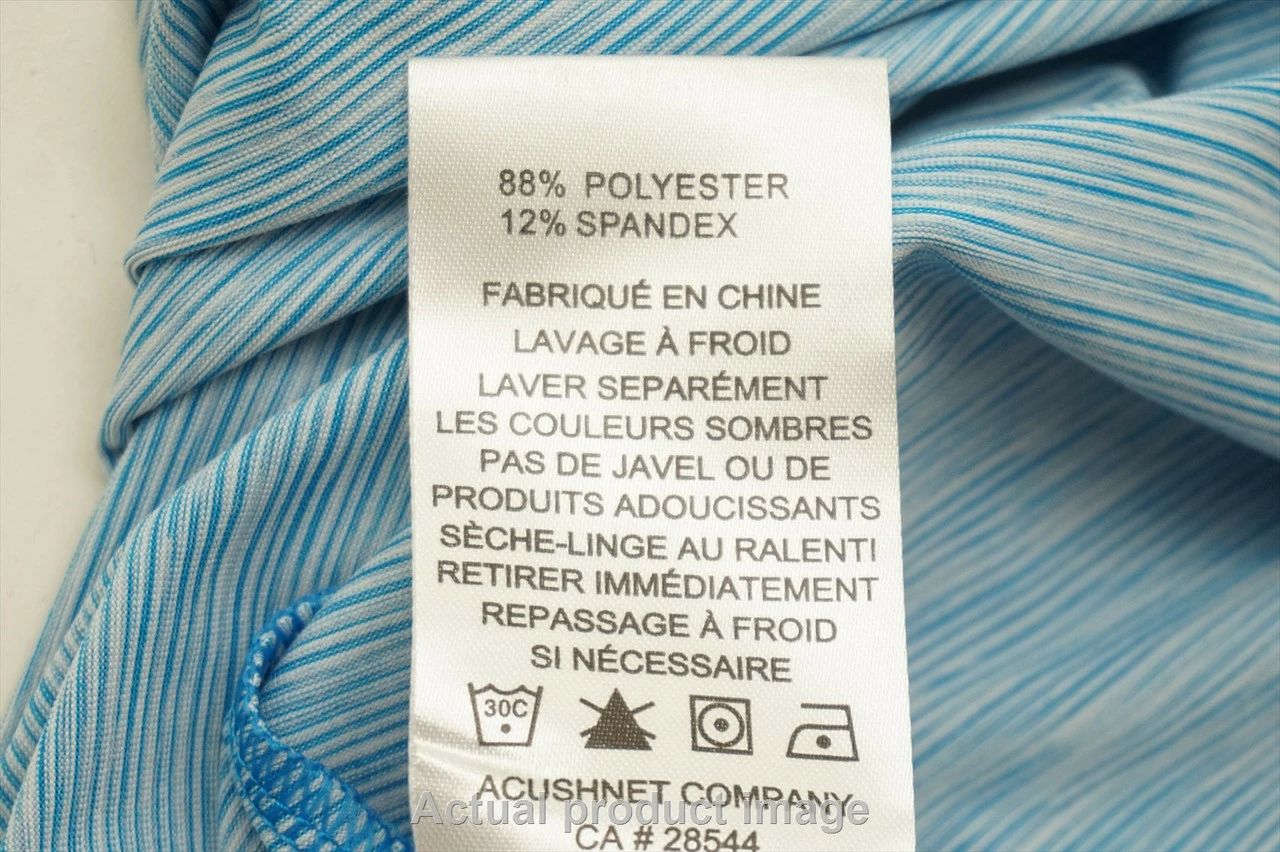 88% POLYESTER
12% SPANDEX
FABRIQUÉ EN CHINE
LAVAGE À FROID
LAVER SEPARÉMENT
LES COULEURS SOMBRES
PAS DE JAVEL OU DE
PRODUITS ADOUCISSANTS
SÈCHE-LINGE AU RALENTI
RETIRER IMMÉDIATEMENT
REPASSAGE À FROID
SI NÉCESSAIRE
30C
ACUSHNET COMPANY
Actual product image
CA # 28544